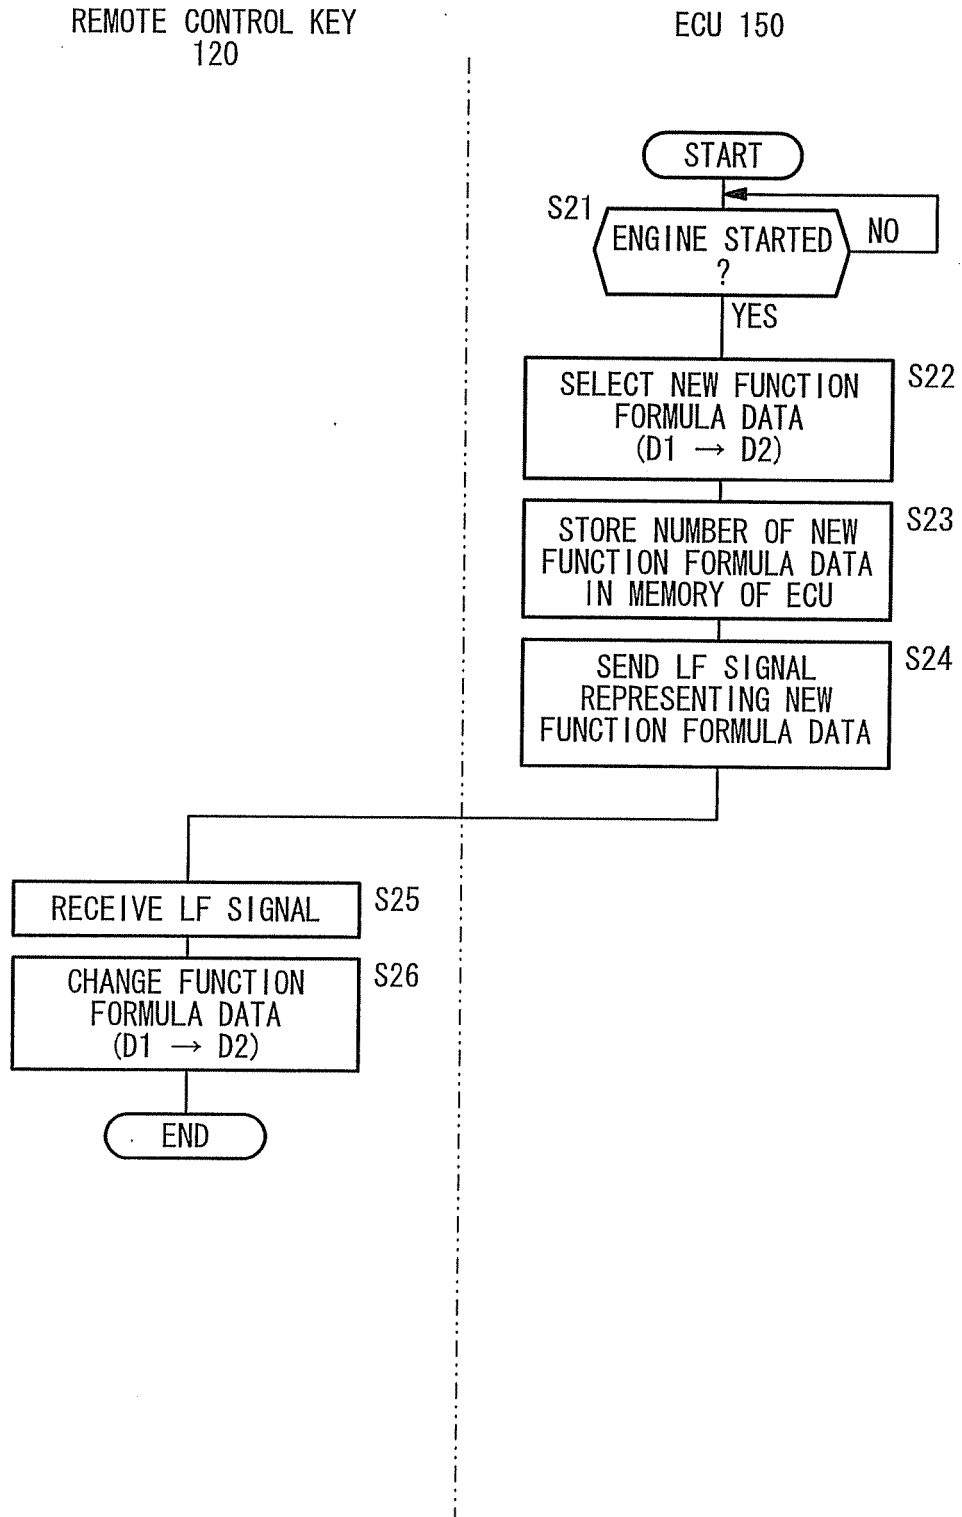 REMOTE CONTROL KEY
120
ECU 150
START
S21
ENGINE STARTED
?
NO
YES
S22
SELECT NEW FUNCTION
FORMULA DATA
(D1 → D2)
S23
STORE NUMBER OF NEW
FUNCTION FORMULA DATA
IN MEMORY OF ECU
S24
SEND LF SIGNAL
REPRESENTING NEW
FUNCTION FORMULA DATA
RECEIVE LF SIGNAL
S25
CHANGE FUNCTION
FORMULA DATA
(D1 → D2)
S26
END